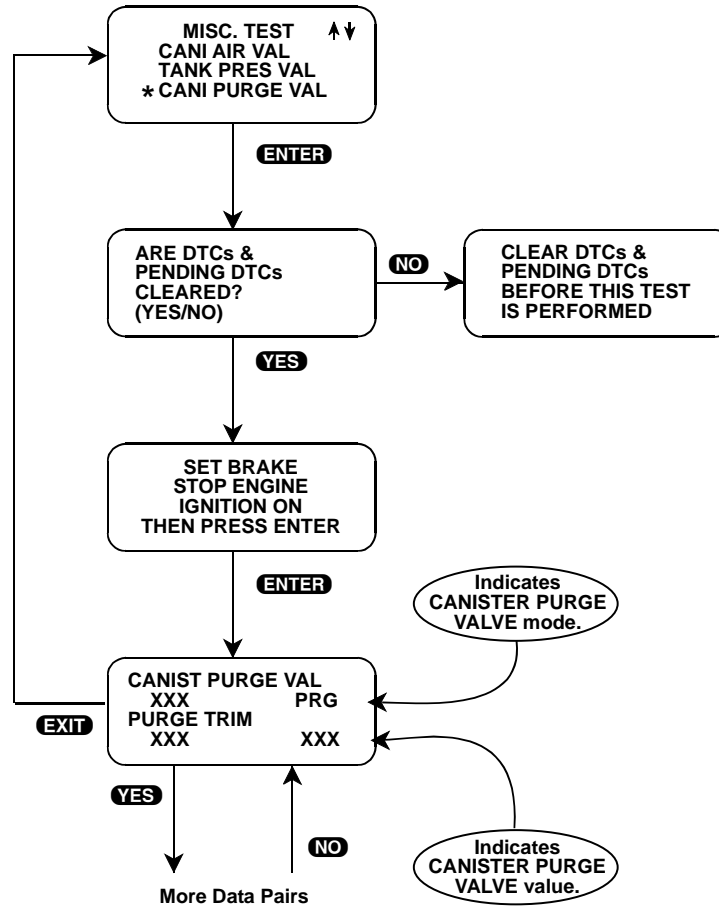 MISC. TEST
CANI AIR VAL
TANK PRES VAL
* CANI PURGE VAL
ENTER
ARE DTCs &
PENDING DTCs
CLEARED?
(YES/NO)
NO
CLEAR DTCs &
PENDING DTCs
BEFORE THIS TEST
IS PERFORMED
YES
SET BRAKE
STOP ENGINE
IGNITION ON
THEN PRESS ENTER
ENTER
Indicates
CANISTER PURGE
VALVE mode.
CANIST PURGE VAL
XXX PRG
PURGE TRIM
XXX XXX
EXIT
YES
NO
Indicates
CANISTER PURGE
VALVE value.
More Data Pairs